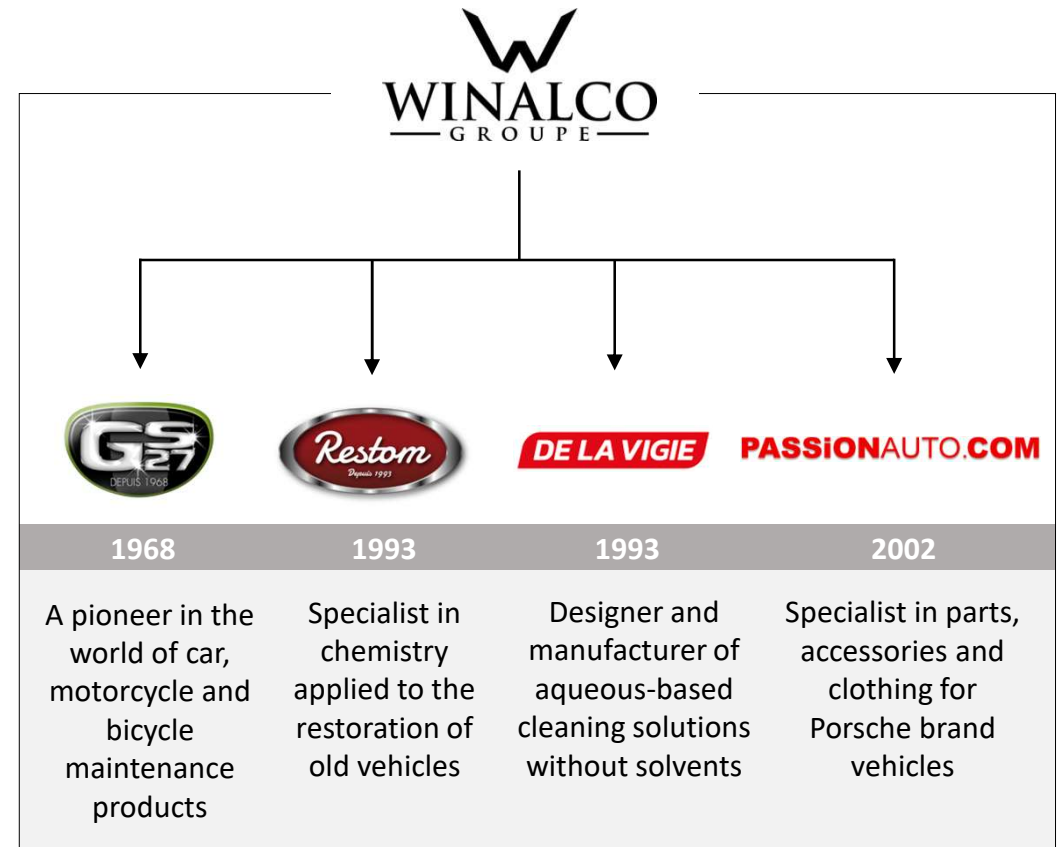 WINALCO
GROUPE
GS27
DEPUIS 1968
Restom
Depuis 1993
DE LA VIGIE
PASSiONAUTO.COM
1968
1993
1993
2002
A pioneer in the
world of car,
motorcycle and
bicycle
maintenance
products
Specialist in
chemistry
applied to the
restoration of
old vehicles
Designer and
manufacturer of
aqueous-based
cleaning solutions
without solvents
Specialist in parts,
accessories and
clothing for
Porsche brand
vehicles